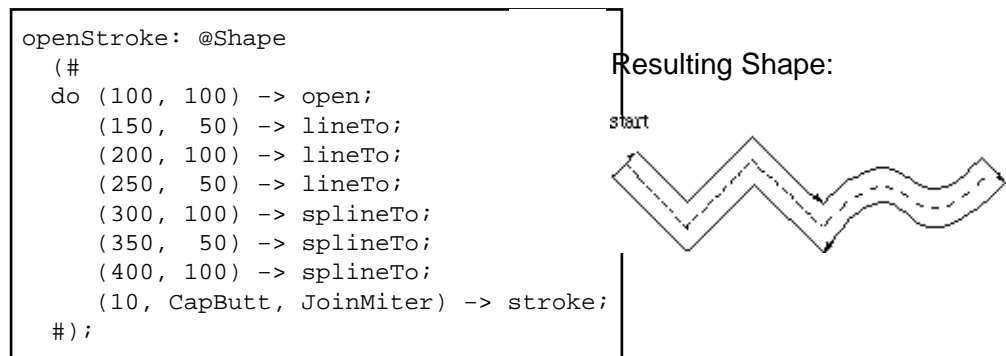 openStroke: @Shape
(#
do (100, 100) -> open;
(150, 50) -> lineTo;
(200, 100) -> lineTo;
(250, 50) -> lineTo;
(300, 100) -> splineTo;
(350, 50) -> splineTo;
(400, 100) -> splineTo;
(10, CapButt, JoinMiter) -> stroke;
#);
Resulting Shape:
start